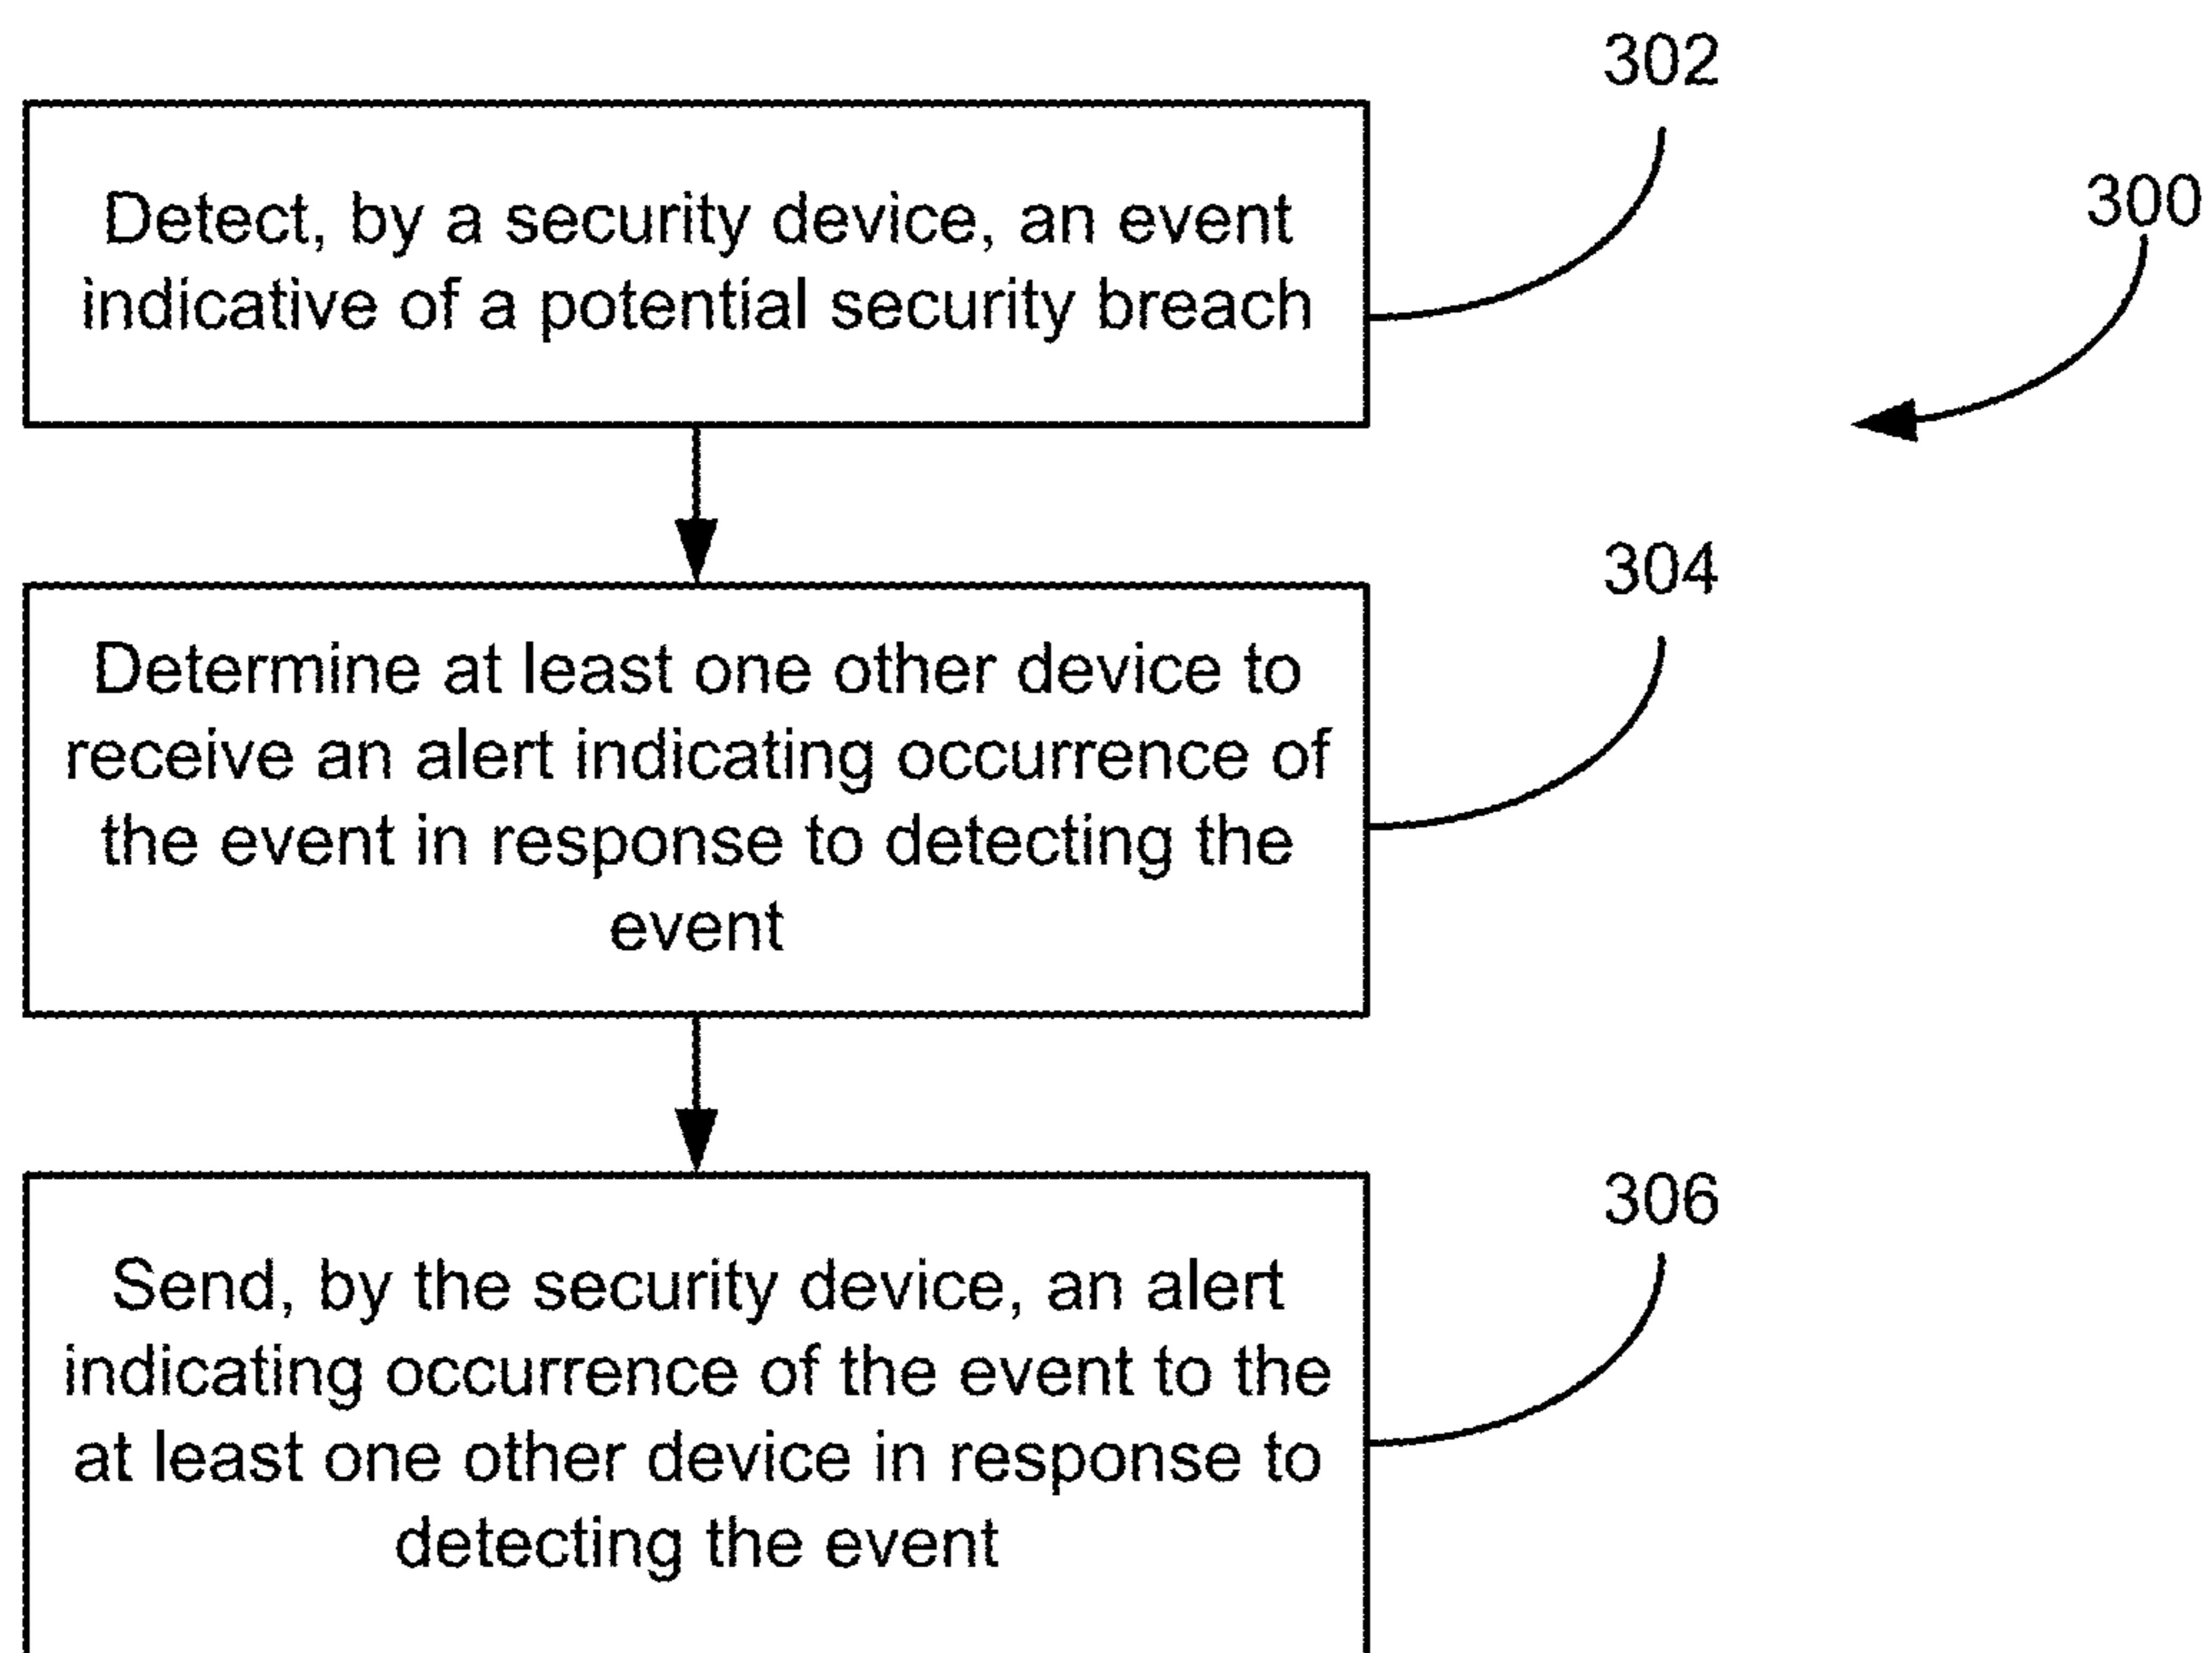 302
300
Detect, by a security device, an event
indicative of a potential security breach
304
Determine at least one other device to
receive an alert indicating occurrence of
the event in response to detecting the
event
306
Send, by the security device, an alert
indicating occurrence of the event to the
at least one other device in response to
detecting the event